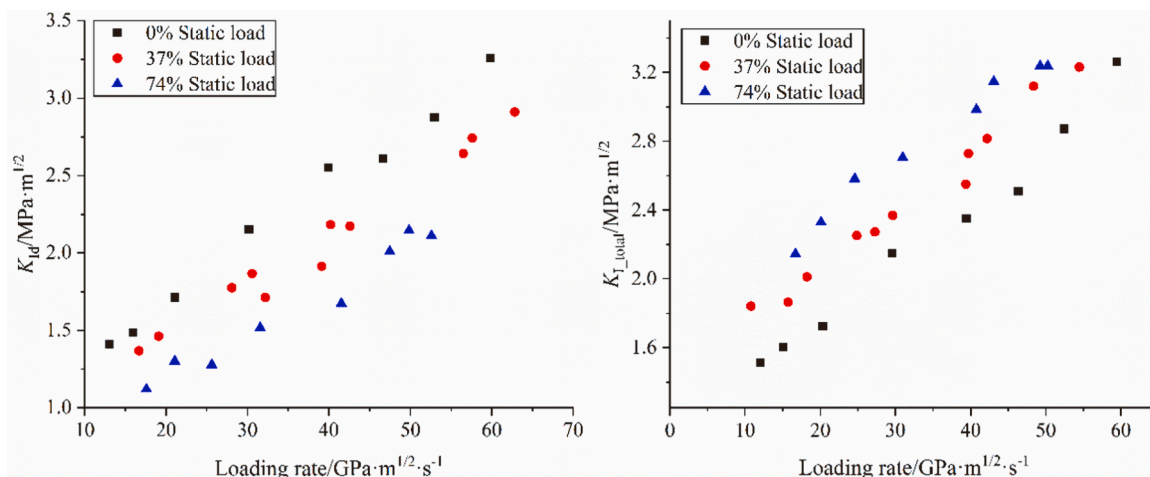 3.5
3.0
2.5
2.0
1.5
1.0
K_Id/MPa·m^1/2
0% Static load
37% Static load
74% Static load
10 20 30 40 50 60 70
Loading rate/GPa·m^1/2·s^-1
3.2
2.8
2.4
2.0
1.6
K_I_total/MPa·m^1/2
0% Static load
37% Static load
74% Static load
0 10 20 30 40 50 60
Loading rate/GPa·m^1/2·s^-1